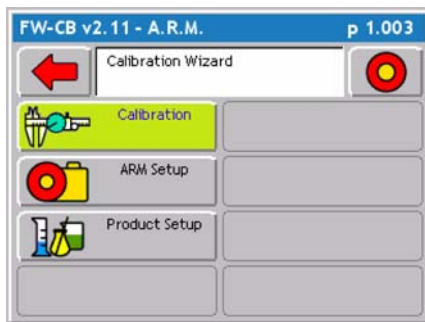 FW-CB v2.11 - A.R.M. p 1.003
Calibration Wizard
Calibration
ARM Setup
Product Setup